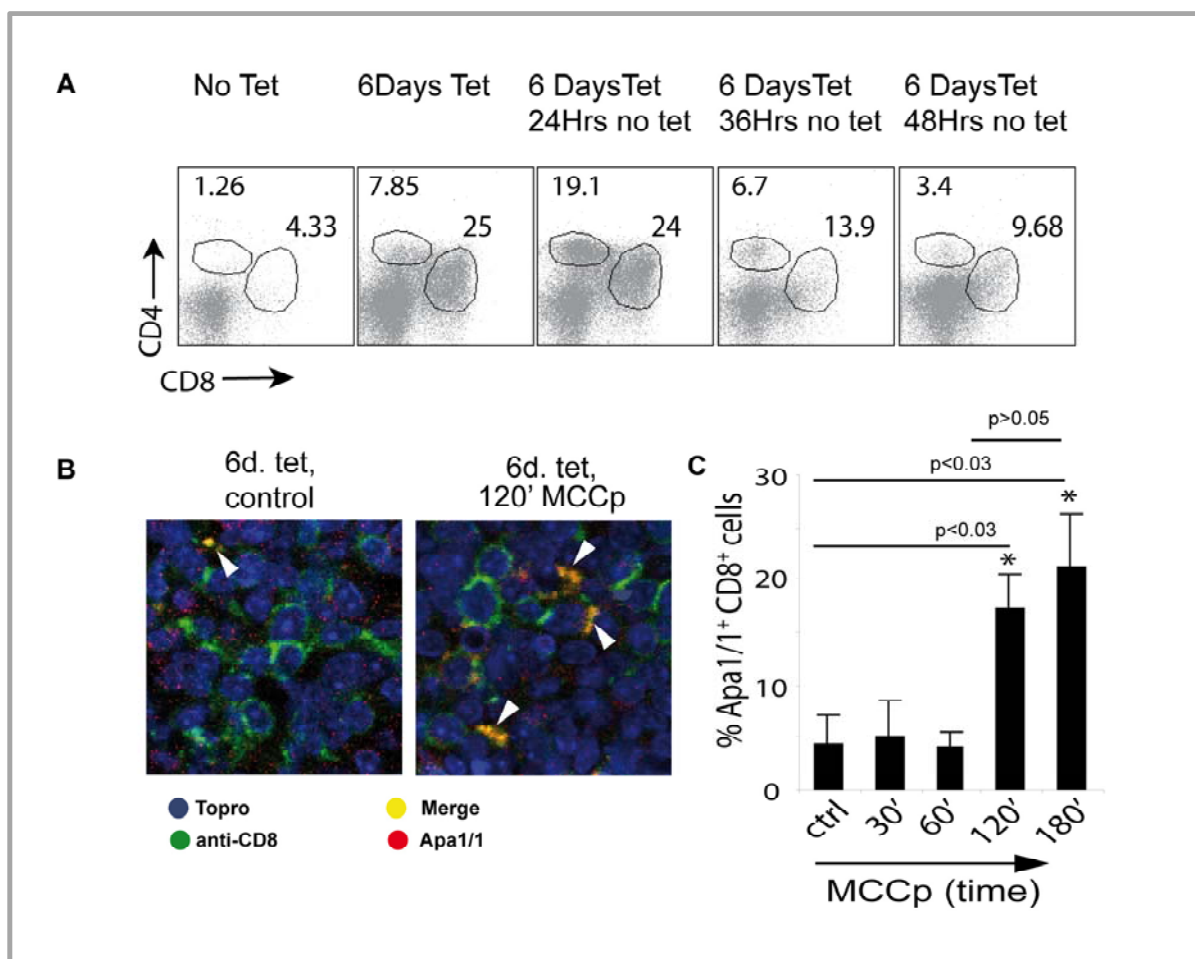 A
No Tet
6Days Tet
6 DaysTet
24Hrs no tet
6 DaysTet
36Hrs no tet
6 DaysTet
48Hrs no tet
1.26
4.33
7.85
25
19.1
24
6.7
13.9
3.4
9.68
CD4
CD8
B
6d. tet,
control
6d. tet,
120' MCCp
Topro
Merge
anti-CD8
Apa1/1
C
p>0.05
p<0.03
p<0.03
*
*
% Apa1/1+ CD8+ cells
30
20
10
0
ctrl
30'
60'
120'
180'
MCCp (time)